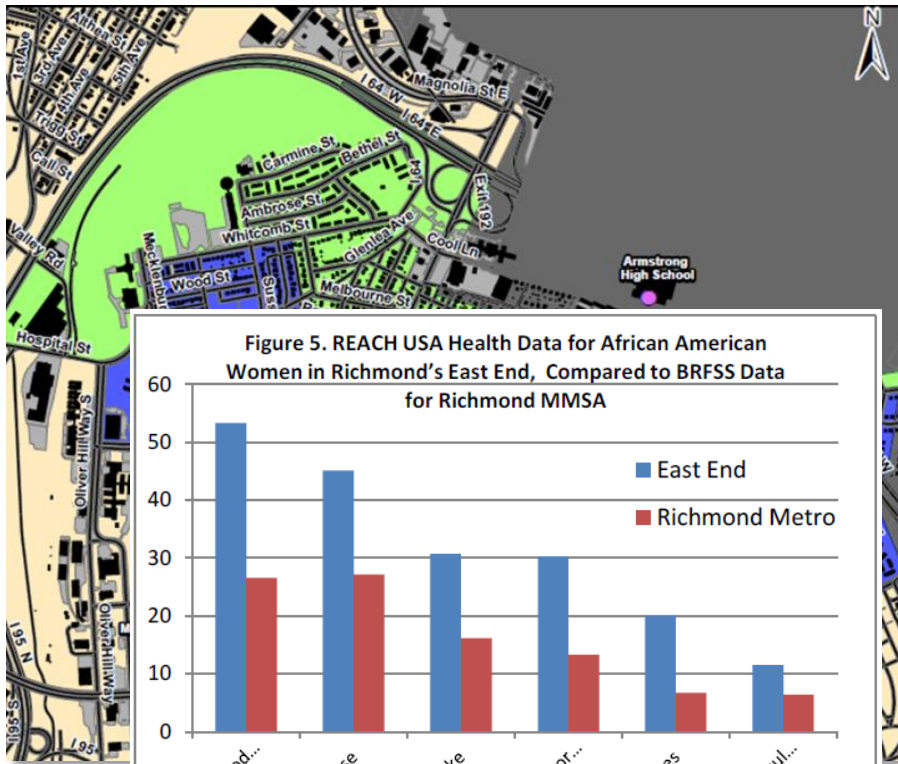 N
Althea St
1st Ave
3rd Ave
4th Ave
5th Ave
Trigg St
Call St
Valley Rd
I 64 W
I 64 E
Magnolia St E
Carmine St
Bethel St
I 64
Exit 192
Ambrose St
Whitcomb St
Glenlea Ave
Cool Ln
Wood St
Melbourne St
Armstrong
High School
Hospital St
Oliver Hill Way S
Oliver Hill Way
I 95 N
I 95 S
I 95
Figure 5. REACH USA Health Data for African American
Women in Richmond's East End, Compared to BRFSS Data
for Richmond MMSA
60
50
40
30
20
10
0
East End
Richmond Metro